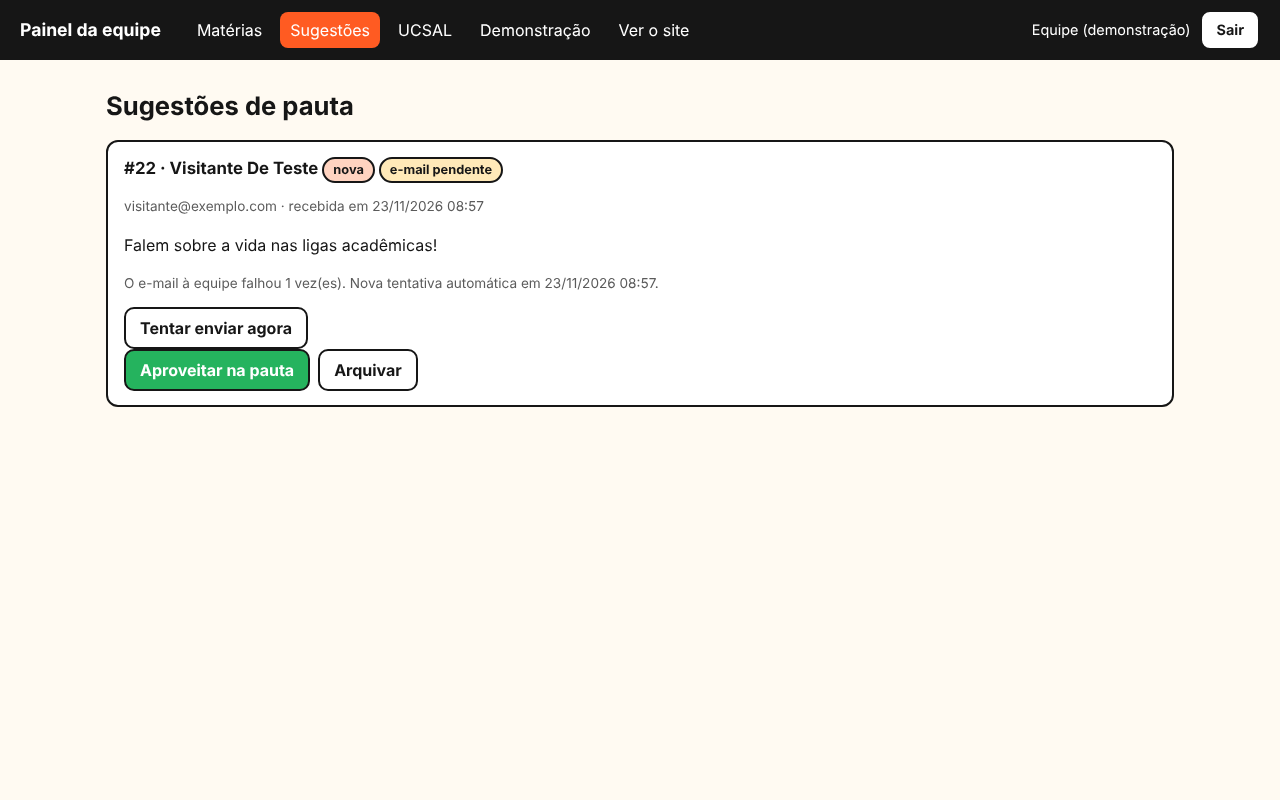 Painel da equipe Matérias Sugestões UCSAL Demonstração Ver o site Equipe (demonstração) Sair
Sugestões de pauta
#22 · Visitante De Teste nova e-mail pendente
visitante@exemplo.com · recebida em 23/11/2026 08:57
Falem sobre a vida nas ligas acadêmicas!
O e-mail à equipe falhou 1 vez(es). Nova tentativa automática em 23/11/2026 08:57.
Tentar enviar agora
Aproveitar na pauta Arquivar